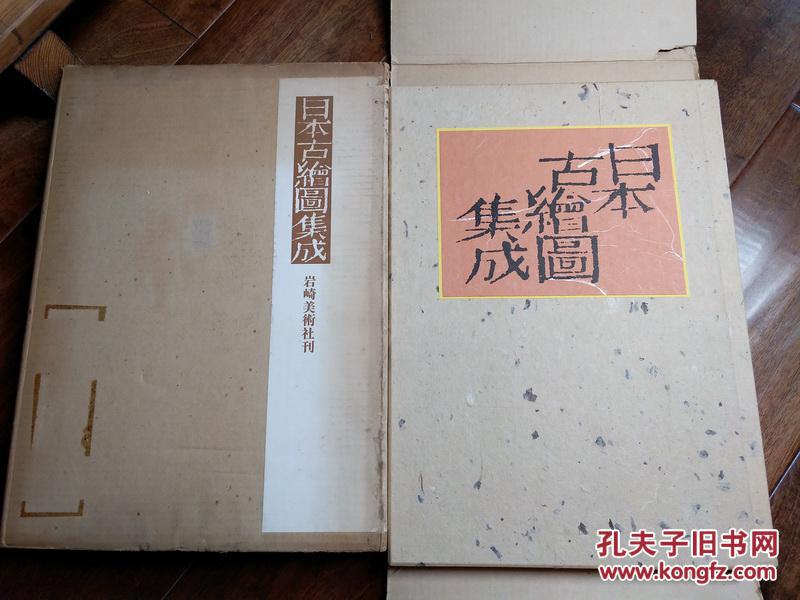 日本古繪圖集成
岩崎美術社刊
日本
古繪圖
集成
孔夫子旧书网
www.kongfz.com